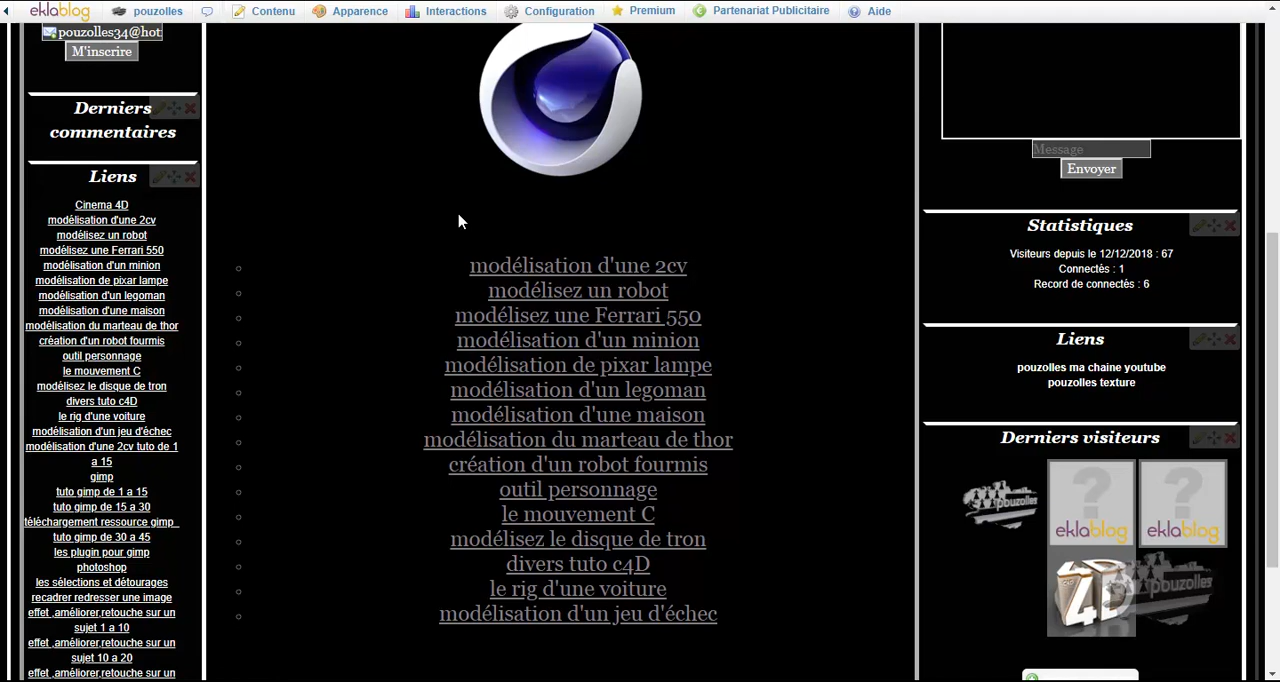 eklablog pouzolles Contenu Apparence Interactions Configuration Premium Partenariat Publicitaire Aide
pouzolles34@hot
M'inscrire
Derniers
commentaires
Liens
Cinema 4D
modélisation d'une 2cv
modélisez un robot
modélisez une Ferrari 550
modélisation d'un minion
modélisation de pixar lampe
modélisation d'un legoman
modélisation d'une maison
modélisation du marteau de thor
création d'un robot fourmis
outil personnage
le mouvement C
modélisez le disque de tron
divers tuto c4D
le rig d'une voiture
modélisation d'un jeu d'échec
modélisation d'une 2cv tuto de 1
a 15
gimp
tuto gimp de 1 a 15
tuto gimp de 15 a 30
téléchargement ressource gimp
tuto gimp de 30 a 45
les plugin pour gimp
photoshop
les sélections et détourages
recadrer redresser une image
effet ,améliorer,retouche sur un
sujet 1 a 10
effet ,améliorer,retouche sur un
sujet 10 a 20
effet ,améliorer,retouche sur un
modélisation d'une 2cv
modélisez un robot
modélisez une Ferrari 550
modélisation d'un minion
modélisation de pixar lampe
modélisation d'un legoman
modélisation d'une maison
modélisation du marteau de thor
création d'un robot fourmis
outil personnage
le mouvement C
modélisez le disque de tron
divers tuto c4D
le rig d'une voiture
modélisation d'un jeu d'échec
Message
Envoyer
Statistiques
Visiteurs depuis le 12/12/2018 : 67
Connectés : 1
Record de connectés : 6
Liens
pouzolles ma chaine youtube
pouzolles texture
Derniers visiteurs
pouzolles
? eklablog
? eklablog
4D
pouzolles